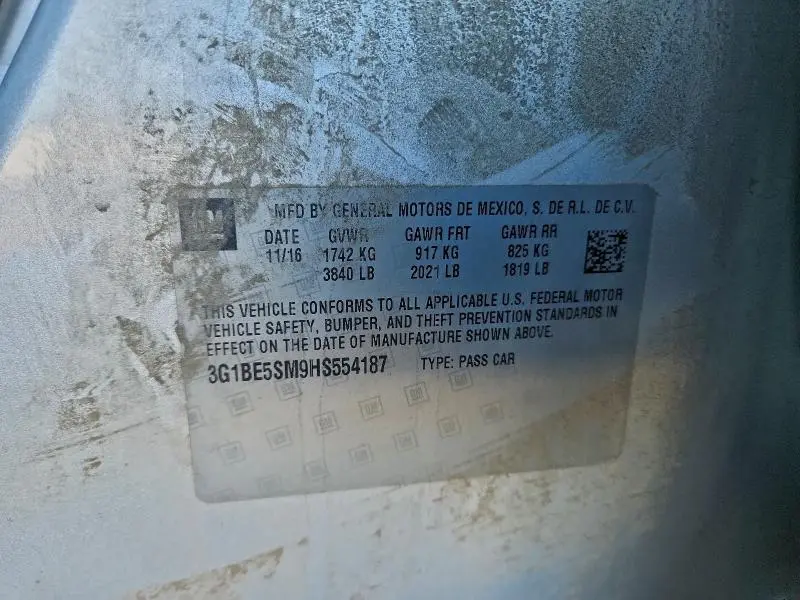 GM
MFD BY GENERAL MOTORS DE MEXICO, S. DE R.L. DE C.V.
DATE GVWR GAWR FRT GAWR RR
11/16 1742 KG 917 KG 825 KG
3840 LB 2021 LB 1819 LB
THIS VEHICLE CONFORMS TO ALL APPLICABLE U.S. FEDERAL MOTOR
VEHICLE SAFETY, BUMPER, AND THEFT PREVENTION STANDARDS IN
EFFECT ON THE DATE OF MANUFACTURE SHOWN ABOVE.
3G1BE5SM9HS554187 TYPE: PASS CAR